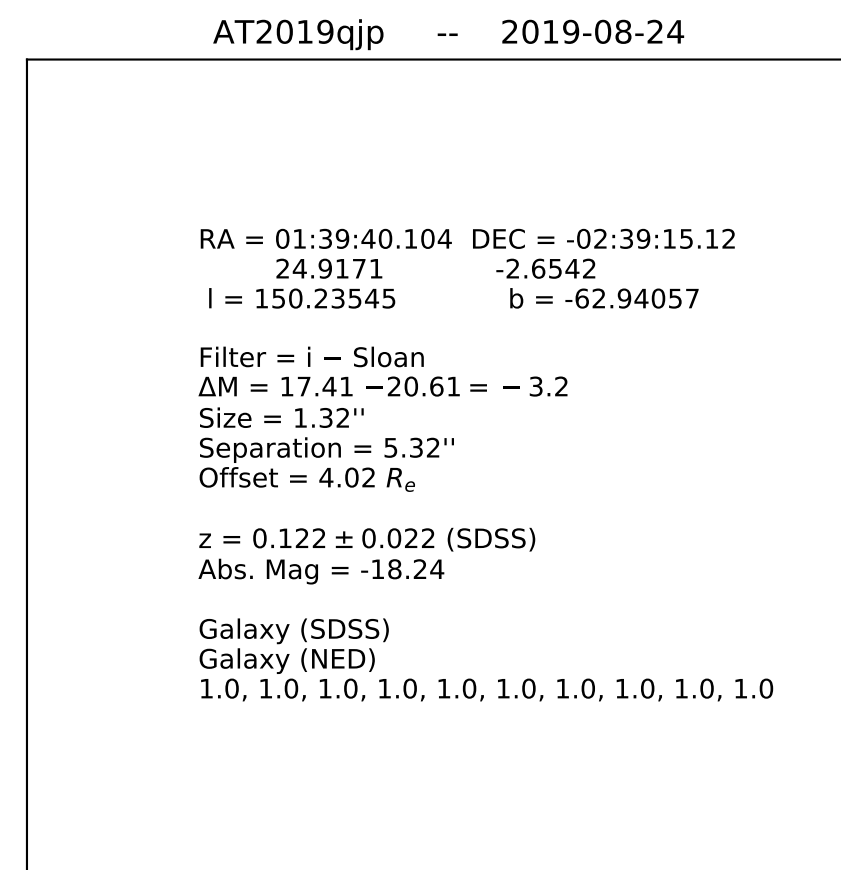 AT2019qjp -- 2019-08-24
RA = 01:39:40.104 DEC = -02:39:15.12
24.9171 -2.6542
l = 150.23545 b = -62.94057
Filter = i − Sloan
ΔM = 17.41 −20.61 = − 3.2
Size = 1.32''
Separation = 5.32''
Offset = 4.02 Rₑ
z = 0.122 ± 0.022 (SDSS)
Abs. Mag = -18.24
Galaxy (SDSS)
Galaxy (NED)
1.0, 1.0, 1.0, 1.0, 1.0, 1.0, 1.0, 1.0, 1.0, 1.0